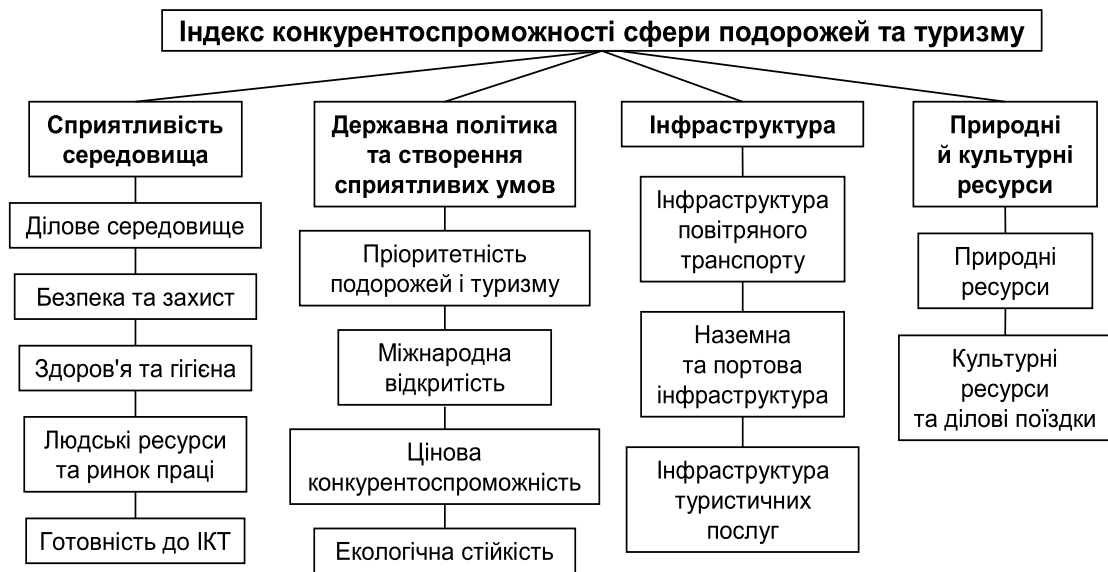 Індекс конкурентоспроможності сфери подорожей та туризму
Сприятливість
середовища
Ділове середовище
Безпека та захист
Здоров'я та гігієна
Людські ресурси
та ринок праці
Готовність до ІКТ
Державна політика
та створення
сприятливих умов
Пріоритетність
подорожей і туризму
Міжнародна
відкритість
Цінова
конкурентоспроможність
Екологічна стійкість
Інфраструктура
Інфраструктура
повітряного
транспорту
Наземна
та портова
інфраструктура
Інфраструктура
туристичних
послуг
Природні
й культурні
ресурси
Природні
ресурси
Культурні
ресурси
та ділові поїздки